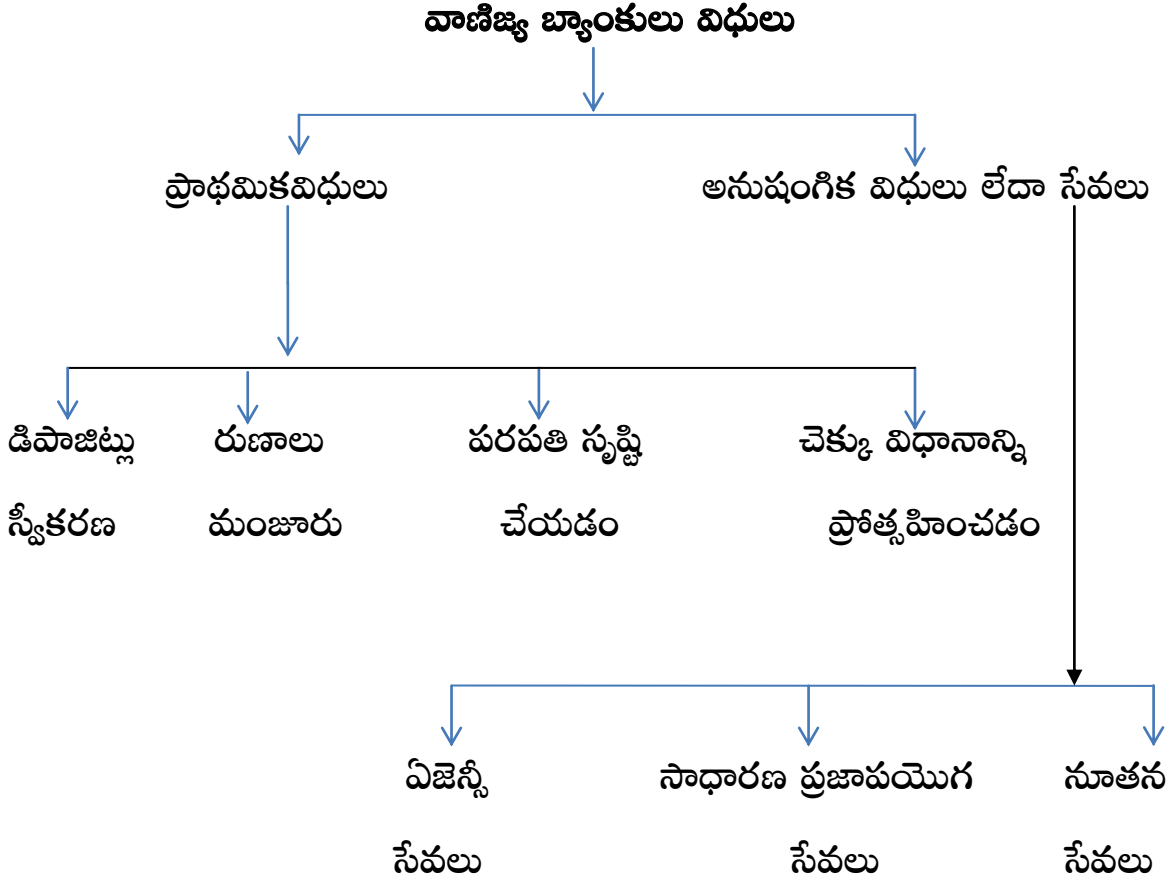 వాణిజ్య బ్యాంకులు విధులు
ప్రాథమికవిధులు అనుషంగిక విధులు లేదా సేవలు
డిపాజిట్లు రుణాలు పరపతి సృష్టి చెక్కు విధానాన్ని
స్వీకరణ మంజూరు చేయడం ప్రోత్సహించడం
ఏజెన్సీ సాధారణ ప్రజాపయొగ నూతన
సేవలు సేవలు సేవలు